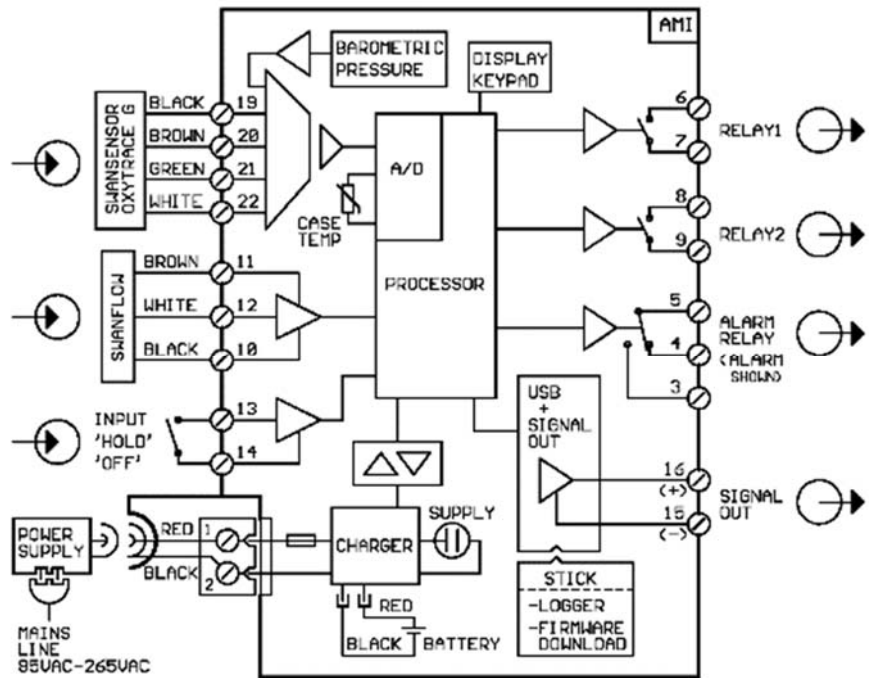 AMI
BAROMETRIC
PRESSURE
DISPLAY
KEYPAD
SWANSENSOR
OXYTRACE G
BLACK
19
BROWN
20
GREEN
21
WHITE
22
A/D
CASE
TEMP
PROCESSOR
6
7
RELAY1
8
9
RELAY2
5
4
3
ALARM
RELAY
(ALARM
SHOWN)
SWANFLOW
BROWN
11
WHITE
12
BLACK
10
INPUT
'HOLD'
'OFF'
13
14
USB
+
SIGNAL
OUT
16
(+)
15
(-)
SIGNAL
OUT
POWER
SUPPLY
RED
1
BLACK
2
CHARGER
SUPPLY
RED
BLACK
BATTERY
STICK
-LOGGER
-FIRMWARE
DOWNLOAD
MAINS
LINE
85VAC-265VAC